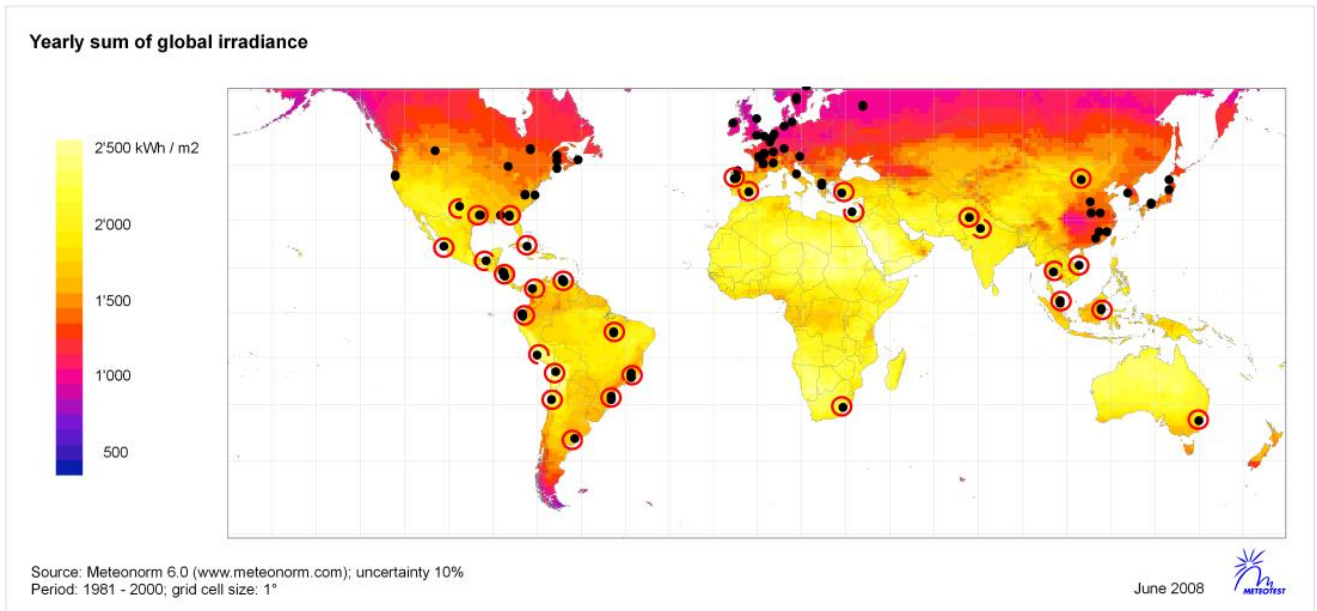 Yearly sum of global irradiance
2'500 kWh / m2
2'000
1'500
1'000
500
Source: Meteonorm 6.0 (www.meteonorm.com); uncertainty 10%
Period: 1981 - 2000; grid cell size: 1°
June 2008
METEOTEST